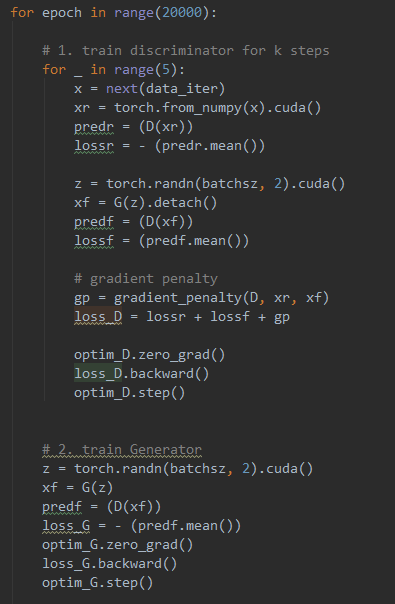 for epoch in range(20000):
# 1. train discriminator for k steps
for _ in range(5):
x = next(data_iter)
xr = torch.from_numpy(x).cuda()
predr = (D(xr))
lossr = - (predr.mean())
z = torch.randn(batchsz, 2).cuda()
xf = G(z).detach()
predf = (D(xf))
lossf = (predf.mean())
# gradient penalty
gp = gradient_penalty(D, xr, xf)
loss_D = lossr + lossf + gp
optim_D.zero_grad()
loss_D.backward()
optim_D.step()
# 2. train Generator
z = torch.randn(batchsz, 2).cuda()
xf = G(z)
predf = (D(xf))
loss_G = - (predf.mean())
optim_G.zero_grad()
loss_G.backward()
optim_G.step()